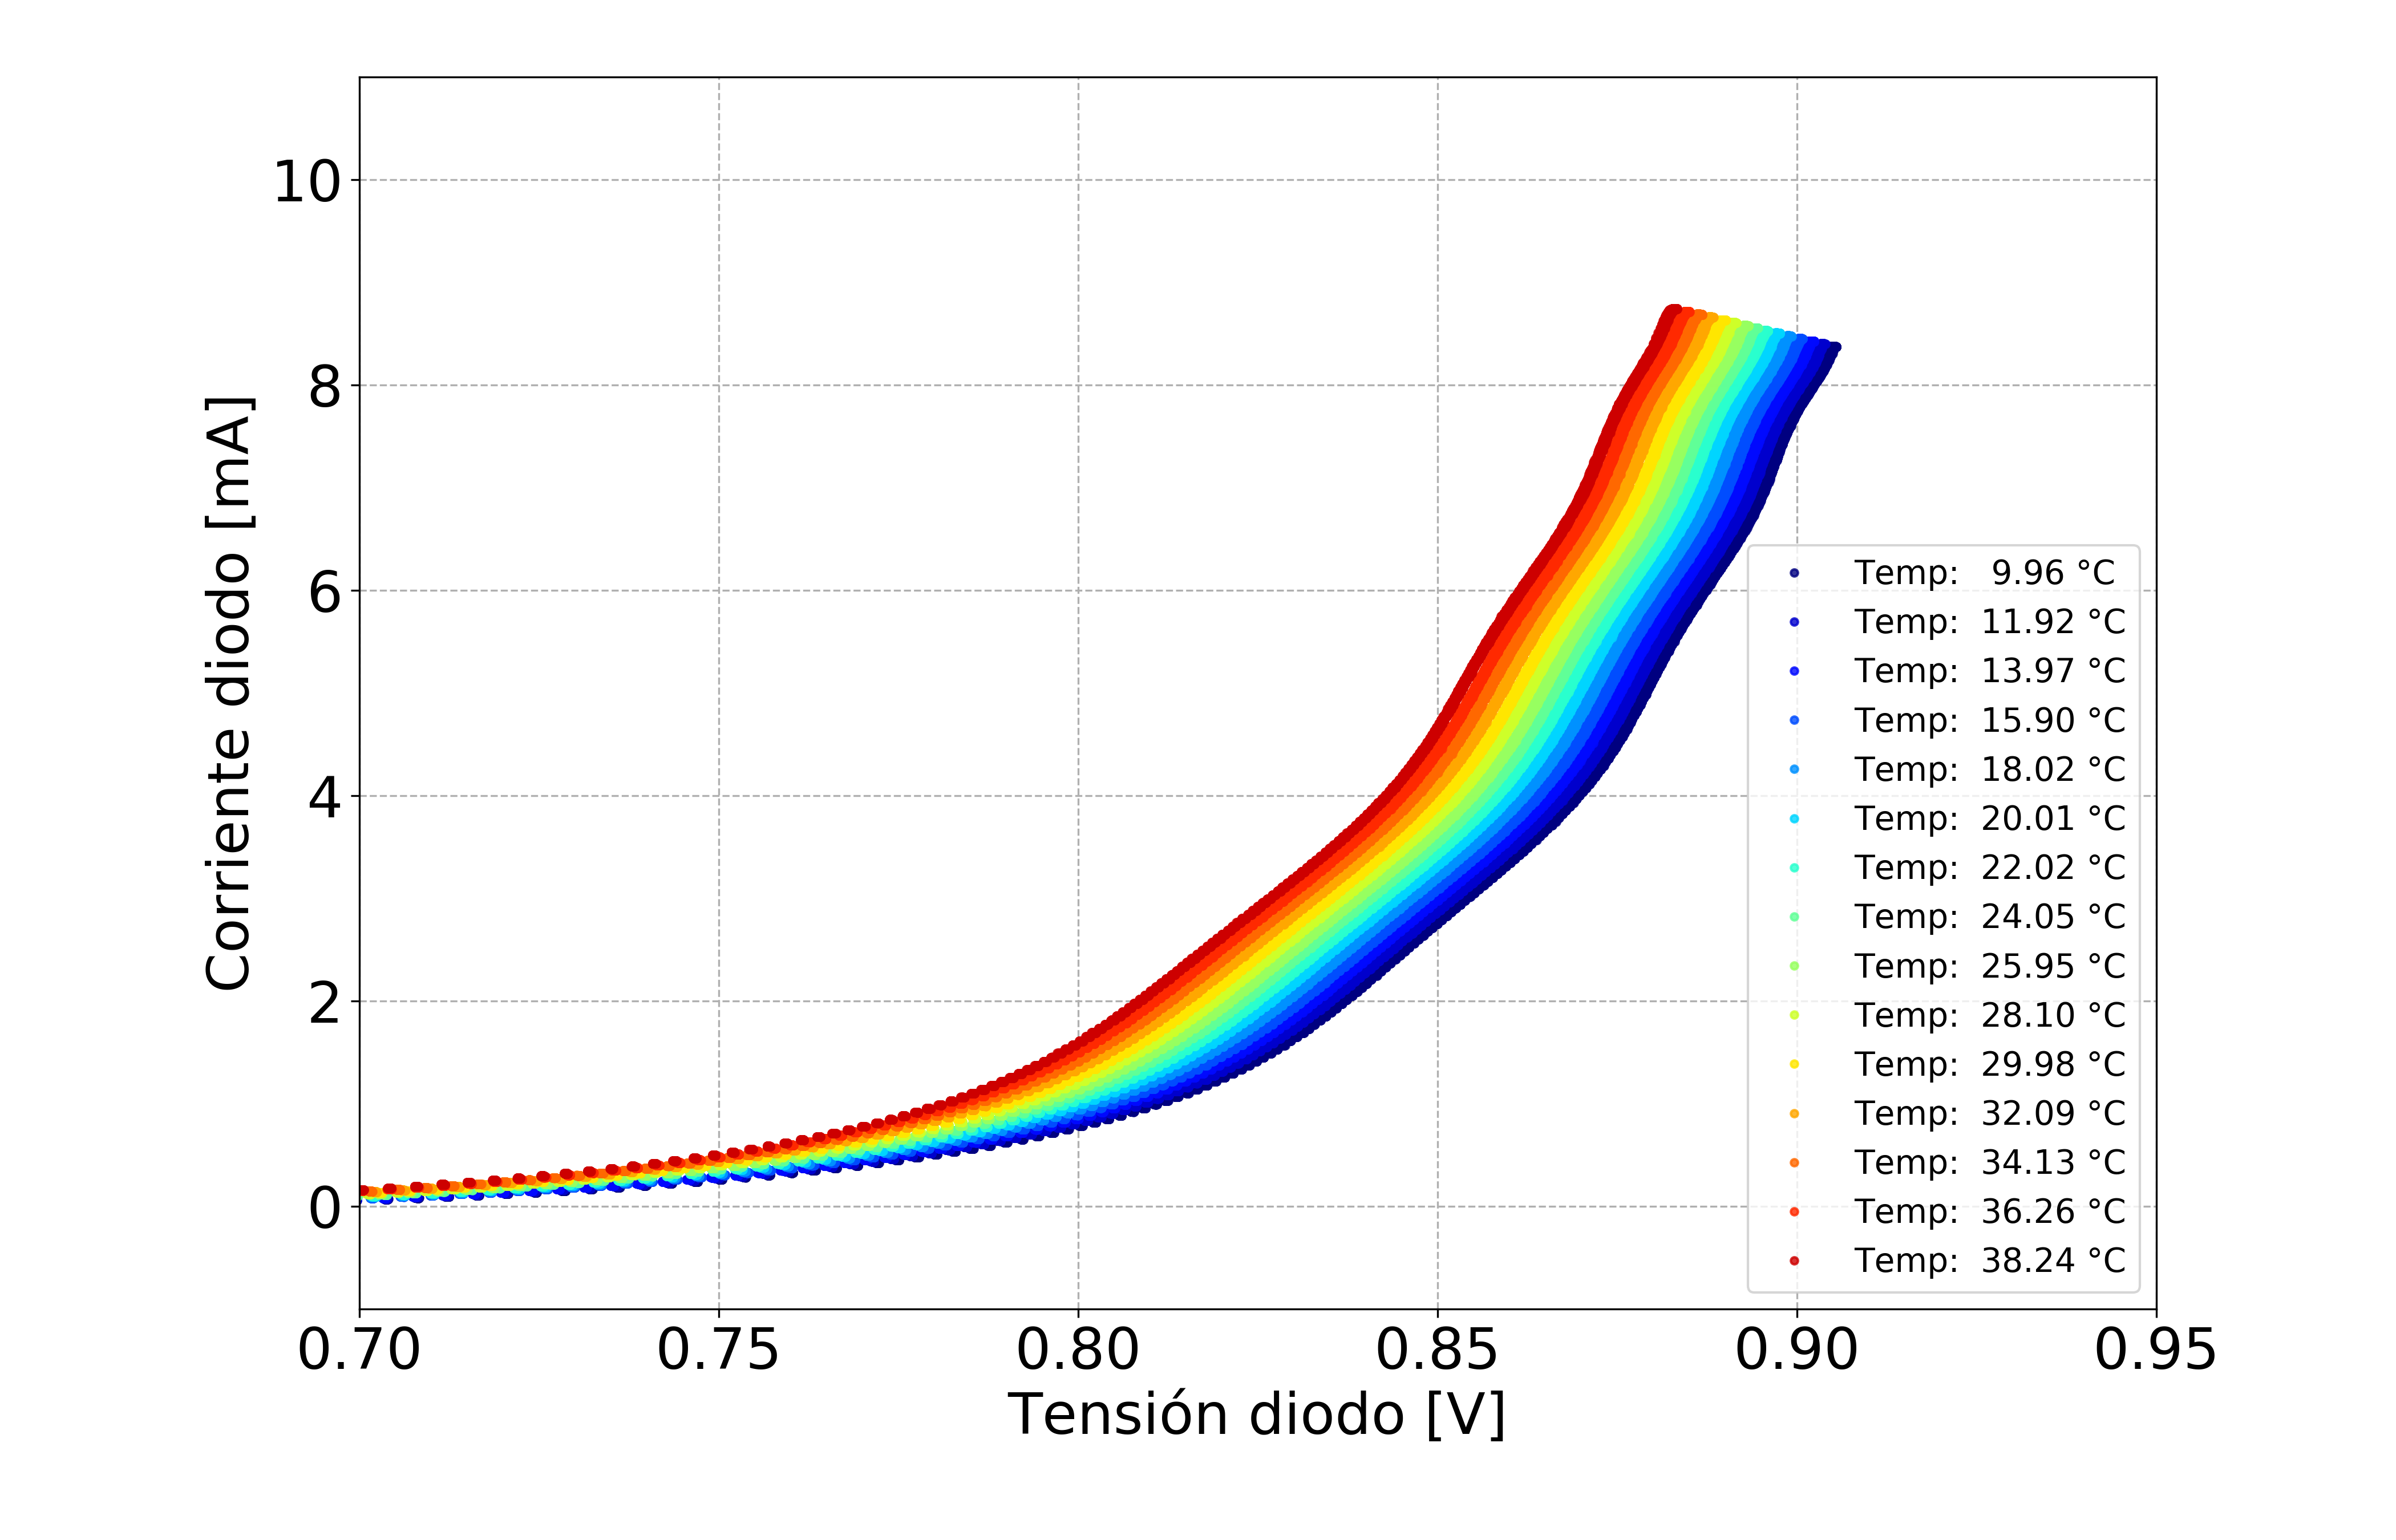 Corriente diodo [mA]
10
8
6
4
2
0
Temp: 9.96 °C
Temp: 11.92 °C
Temp: 13.97 °C
Temp: 15.90 °C
Temp: 18.02 °C
Temp: 20.01 °C
Temp: 22.02 °C
Temp: 24.05 °C
Temp: 25.95 °C
Temp: 28.10 °C
Temp: 29.98 °C
Temp: 32.09 °C
Temp: 34.13 °C
Temp: 36.26 °C
Temp: 38.24 °C
0.70 0.75 0.80 0.85 0.90 0.95
Tensión diodo [V]